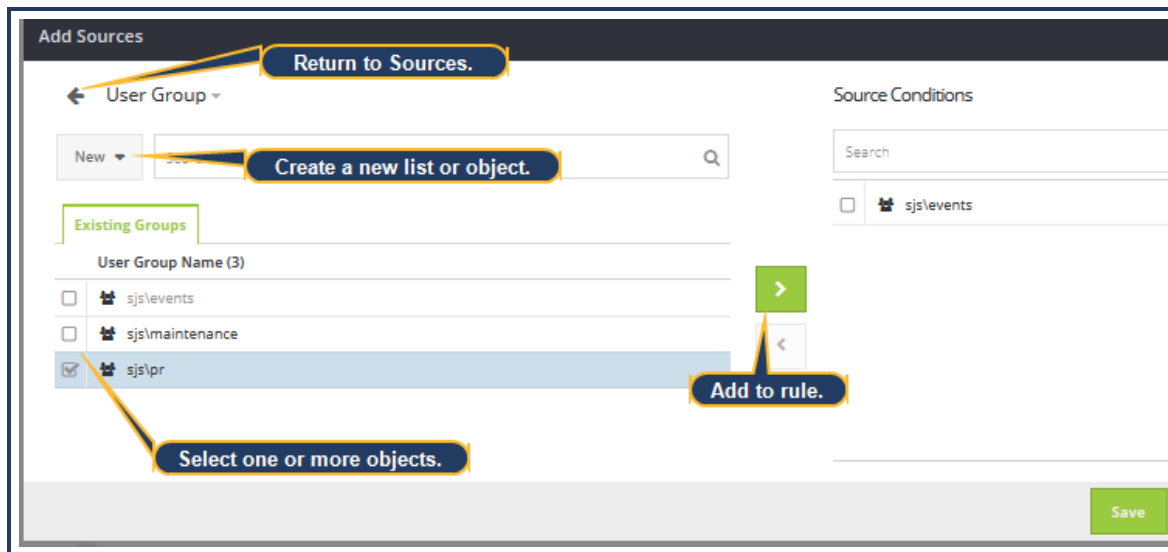 Add Sources
Return to Sources.
User Group
Source Conditions
New
Create a new list or object.
Search
Existing Groups
sjs\events
User Group Name (3)
sjs\events
sjs\maintenance
sjs\pr
Add to rule.
Select one or more objects.
Save